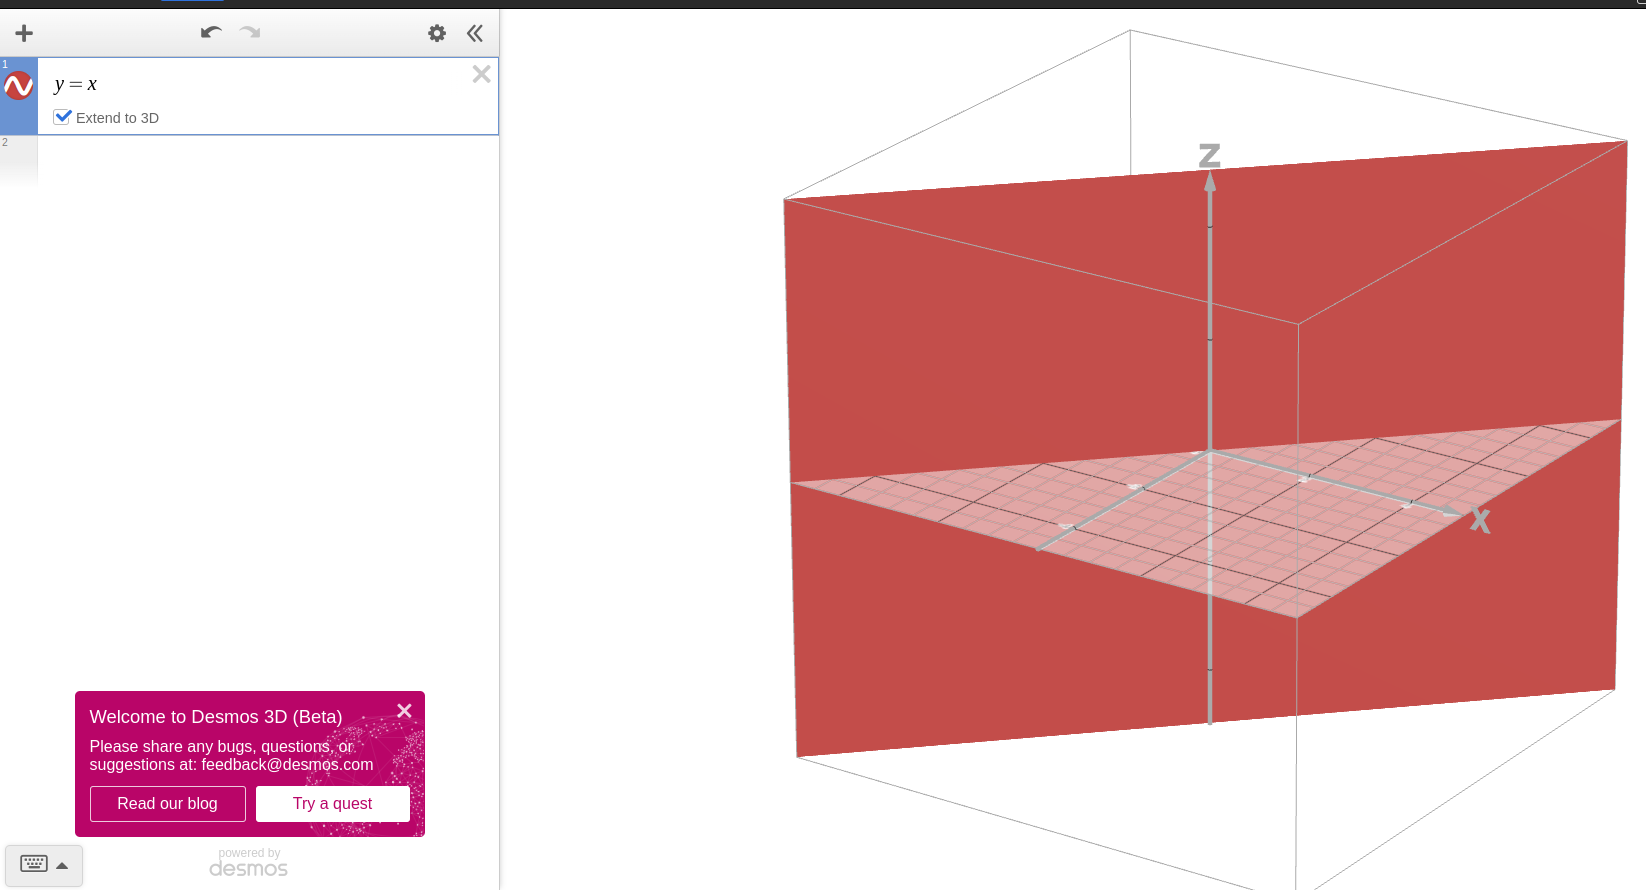 1
y = x
Extend to 3D
2
Z
X
Welcome to Desmos 3D (Beta)
Please share any bugs, questions, or
suggestions at: feedback@desmos.com
Read our blog
Try a quest
powered by
desmos